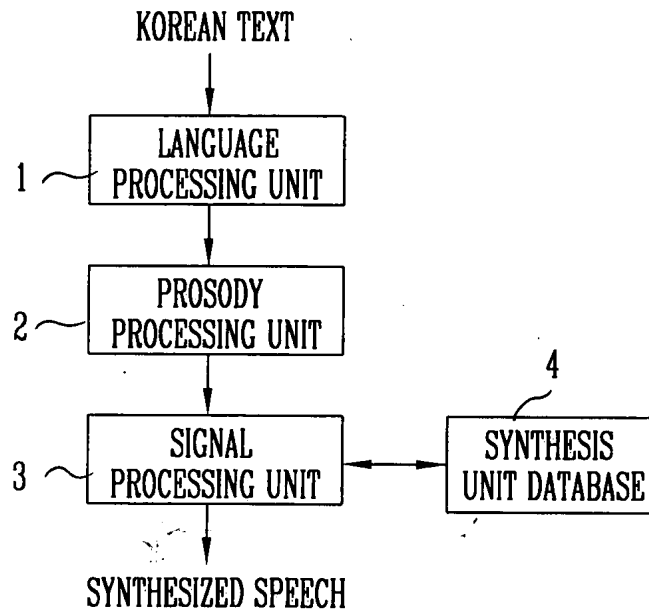 KOREAN TEXT
LANGUAGE
PROCESSING UNIT
1
PROSODY
PROCESSING UNIT
2
4
SIGNAL
PROCESSING UNIT
3
SYNTHESIS
UNIT DATABASE
SYNTHESIZED SPEECH